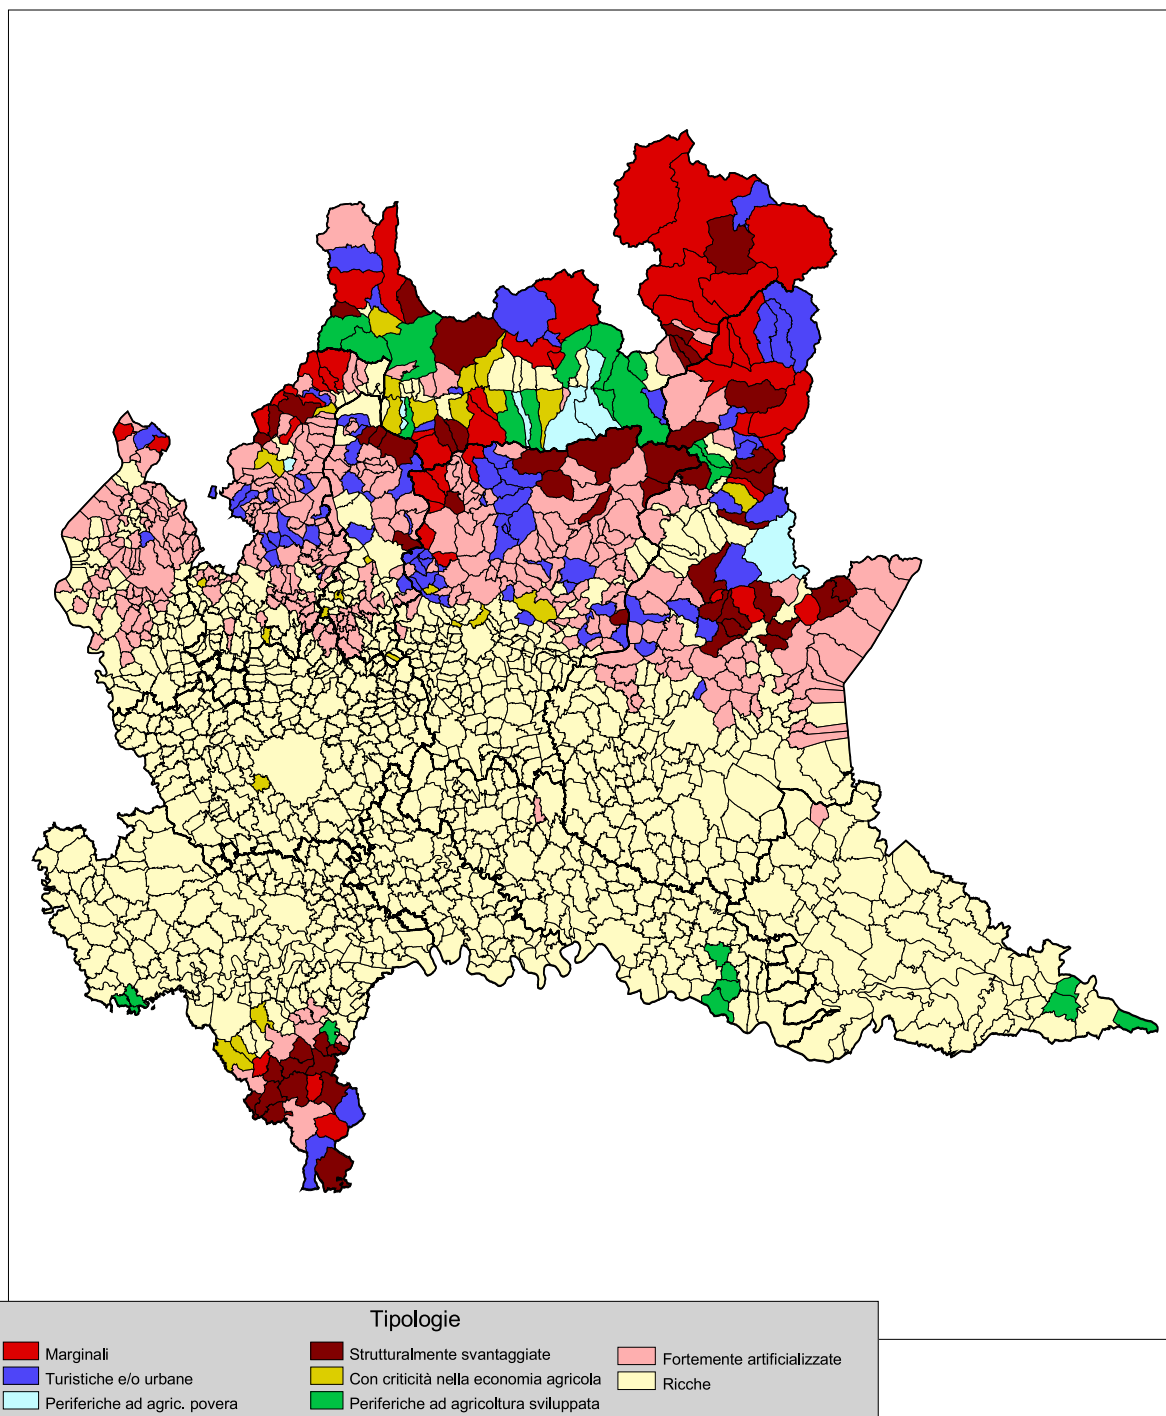 Tipologie
Marginali
Turistiche e/o urbane
Periferiche ad agric. povera
Strutturalmente svantaggiate
Con criticità nella economia agricola
Periferiche ad agricoltura sviluppata
Fortemente artificializzate
Ricche